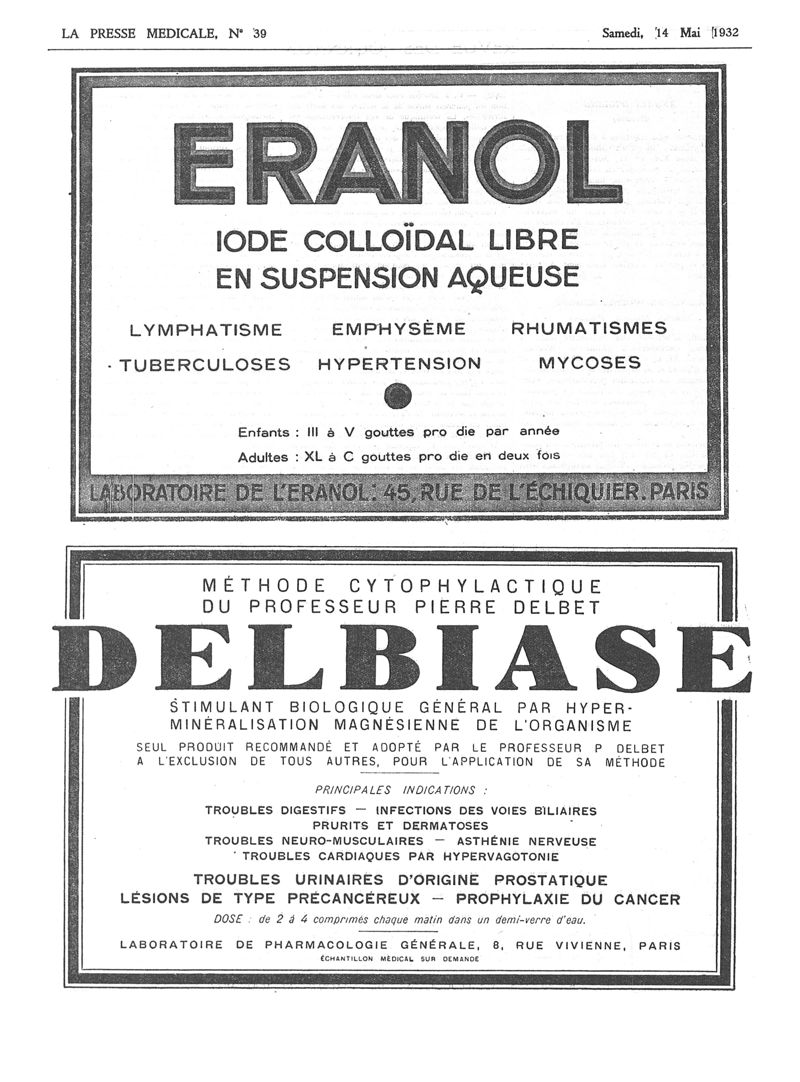 LA PRESSE MEDICALE, N° 39
Samedi, 14 Mai 1932
ERANOL
IODE COLLOÏDAL LIBRE
EN SUSPENSION AQUEUSE
LYMPHATISME EMPHYSÈME RHUMATISMES
TUBERCULOSES HYPERTENSION MYCOSES
Enfants : III à V gouttes pro die par année
Adultes : XL à C gouttes pro die en deux fois
LABORATOIRE DE L'ERANOL: 45, RUE DE L'ÉCHIQUIER. PARIS
MÉTHODE CYTOPHYLACTIQUE
DU PROFESSEUR PIERRE DELBET
DELBIASE
STIMULANT BIOLOGIQUE GÉNÉRAL PAR HYPER-
MINÉRALISATION MAGNÉSIENNE DE L'ORGANISME
SEUL PRODUIT RECOMMANDÉ ET ADOPTÉ PAR LE PROFESSEUR P DELBET
A L'EXCLUSION DE TOUS AUTRES, POUR L'APPLICATION DE SA MÉTHODE
PRINCIPALES INDICATIONS :
TROUBLES DIGESTIFS — INFECTIONS DES VOIES BILIAIRES
PRURITS ET DERMATOSES
TROUBLES NEURO-MUSCULAIRES — ASTHÉNIE NERVEUSE
TROUBLES CARDIAQUES PAR HYPERVAGOTONIE
TROUBLES URINAIRES D'ORIGINE PROSTATIQUE
LÉSIONS DE TYPE PRÉCANCÉREUX — PROPHYLAXIE DU CANCER
DOSE : de 2 à 4 comprimés chaque matin dans un demi-verre d'eau.
LABORATOIRE DE PHARMACOLOGIE GÉNÉRALE, 8, RUE VIVIENNE, PARIS
ÉCHANTILLON MÉDICAL SUR DEMANDE